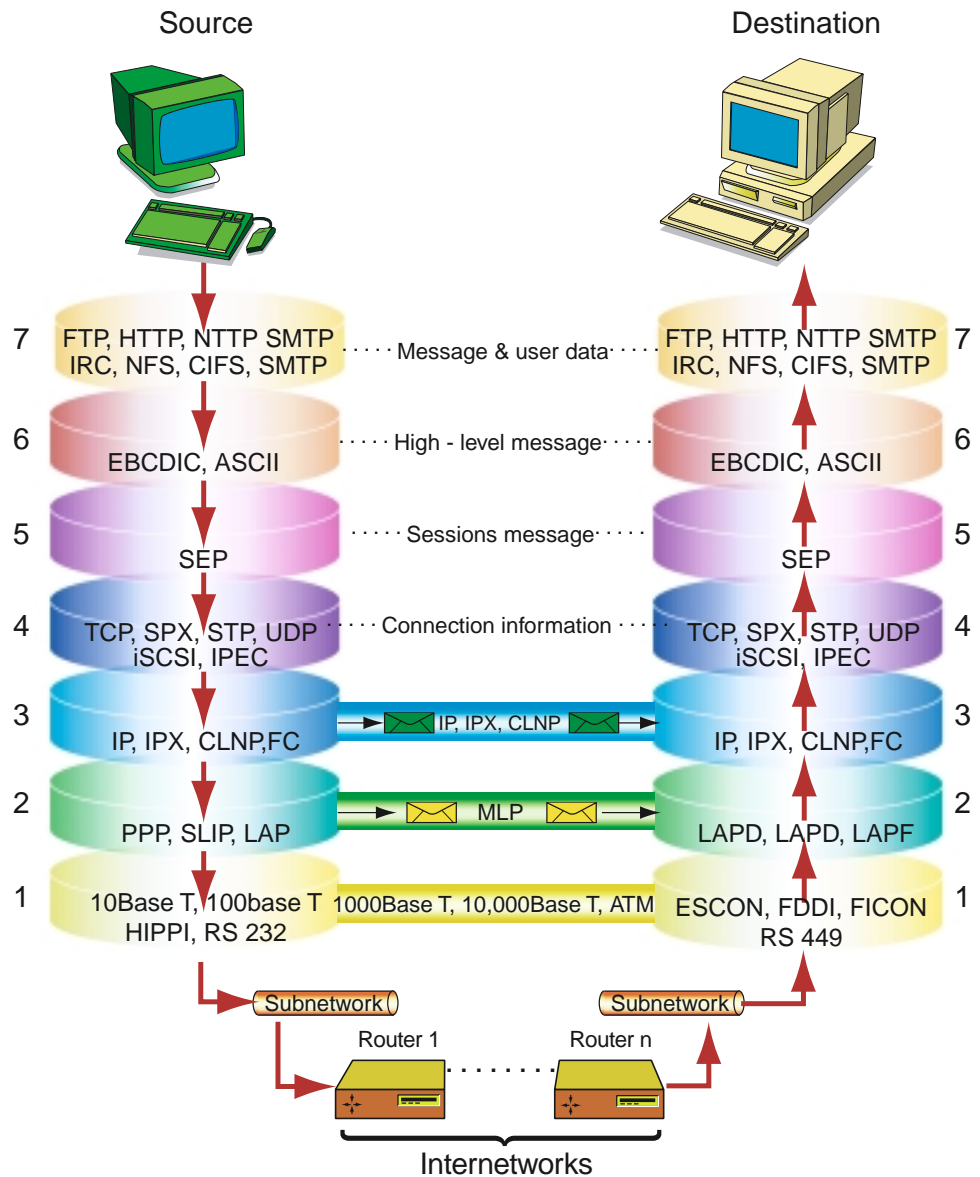 Source
Destination
7
FTP, HTTP, NTTP SMTP
IRC, NFS, CIFS, SMTP
Message & user data
FTP, HTTP, NTTP SMTP
IRC, NFS, CIFS, SMTP
7
6
EBCDIC, ASCII
High - level message
EBCDIC, ASCII
6
5
SEP
Sessions message
SEP
5
4
TCP, SPX, STP, UDP
iSCSI, IPEC
Connection information
TCP, SPX, STP, UDP
iSCSI, IPEC
4
3
IP, IPX, CLNP,FC
IP, IPX, CLNP
IP, IPX, CLNP,FC
3
2
PPP, SLIP, LAP
MLP
LAPD, LAPD, LAPF
2
1
10Base T, 100base T
HIPPI, RS 232
1000Base T, 10,000Base T, ATM
ESCON, FDDI, FICON
RS 449
1
Subnetwork
Subnetwork
Router 1
Router n
Internetworks